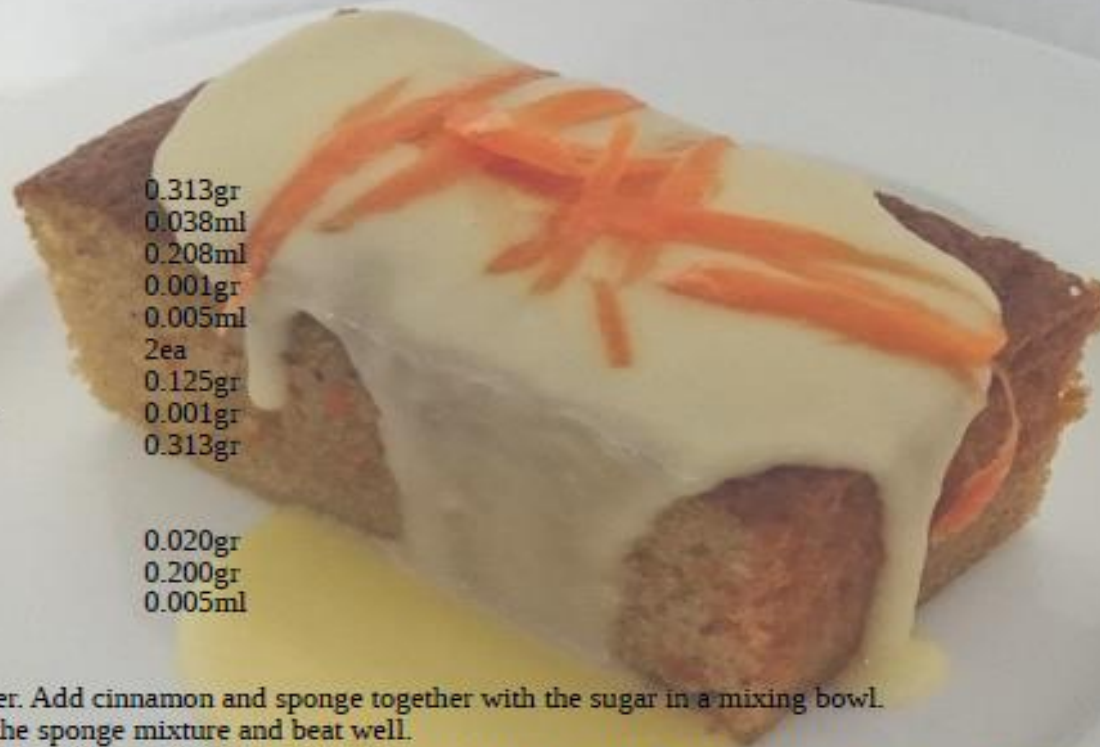 0.313gr
0.038ml
0.208ml
0.001gr
0.005ml
2ea
0.125gr
0.001gr
0.313gr
0.020gr
0.200gr
0.005ml
er. Add cinnamon and sponge together with the sugar in a mixing bowl.
he sponge mixture and beat well.